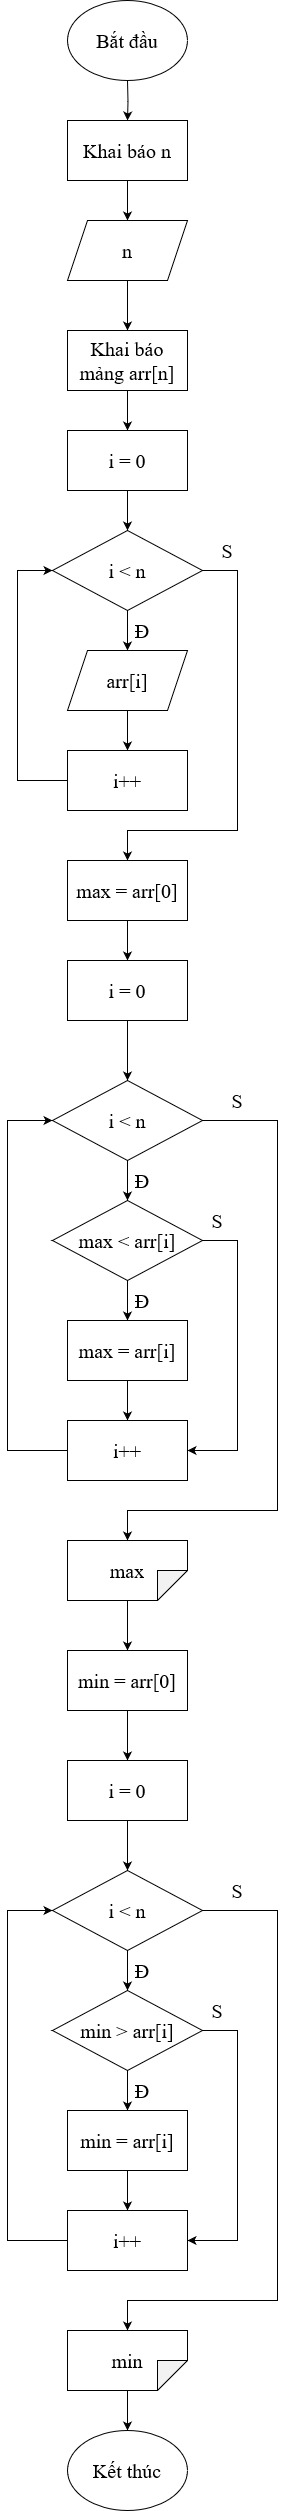 Bắt đầu
Khai báo n
n
Khai báo
mảng arr[n]
i = 0
i < n
S
Đ
arr[i]
i++
max = arr[0]
i = 0
i < n
S
Đ
max < arr[i]
S
Đ
max = arr[i]
i++
max
min = arr[0]
i = 0
i < n
S
Đ
min > arr[i]
S
Đ
min = arr[i]
i++
min
Kết thúc